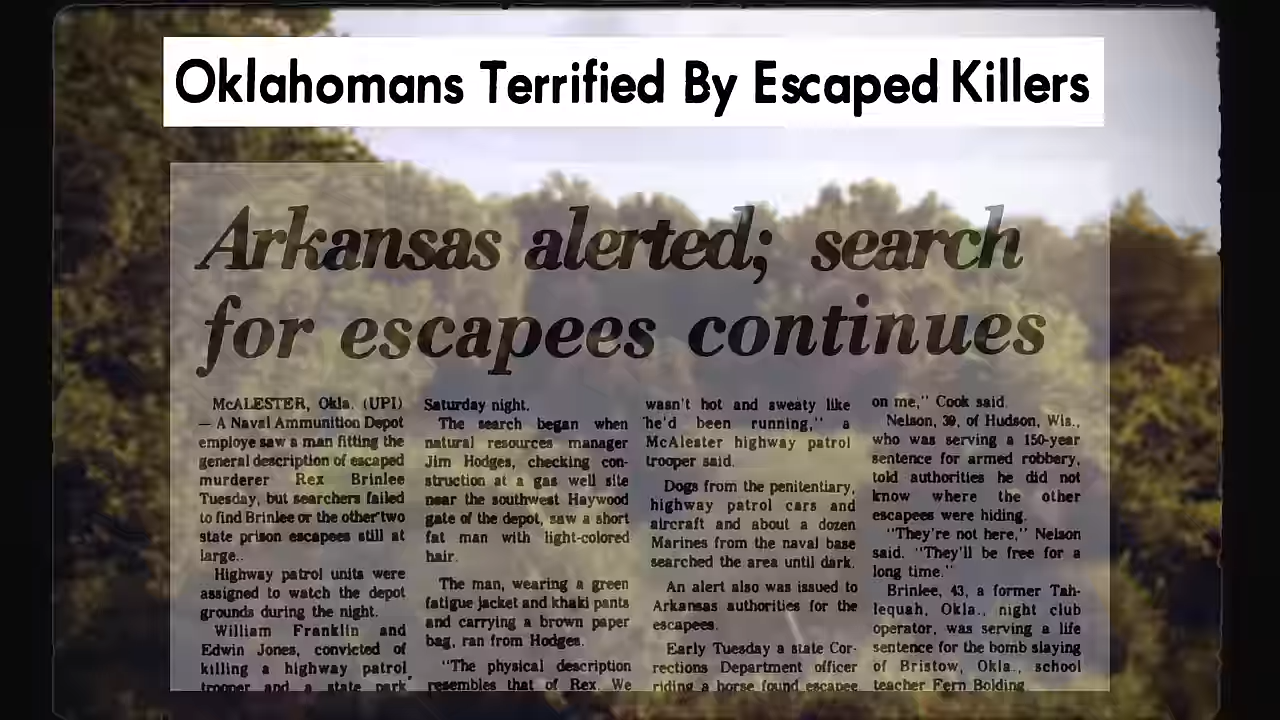 Oklahomans Terrified By Escaped Killers
Arkansas alerted; search
for escapees continues
McALESTER, Okla. (UPI)
— A Naval Ammunition Depot
employe saw a man fitting the
general description of escaped
murderer Rex Brinlee
Tuesday, but searchers failed
to find Brinlee or the other two
state prison escapees still at
large..
Highway patrol units were
assigned to watch the depot
grounds during the night.
William Franklin and
Edwin Jones, convicted of
killing a highway patrol
trooper and a state park
Saturday night.
The search began when
natural resources manager
Jim Hodges, checking con-
struction at a gas well site
near the southwest Haywood
gate of the depot, saw a short
fat man with light-colored
hair.
The man, wearing a green
fatigue jacket and khaki pants
and carrying a brown paper
bag, ran from Hodges.
"The physical description
resembles that of Rex. We
wasn't hot and sweaty like
he'd been running," a
McAlester highway patrol
trooper said.
Dogs from the penitentiary,
highway patrol cars and
aircraft and about a dozen
Marines from the naval base
searched the area until dark.
An alert also was issued to
Arkansas authorities for the
escapees.
Early Tuesday a state Cor-
rections Department officer
riding a horse found escapee
on me," Cook said.
Nelson, 39, of Hudson, Wis.,
who was serving a 150-year
sentence for armed robbery,
told authorities he did not
know where the other
escapees were hiding.
"They're not here," Nelson
said. "They'll be free for a
long time."
Brinlee, 43, a former Tah-
lequah, Okla., night club
operator, was serving a life
sentence for the bomb slaying
of Bristow, Okla., school
teacher Fern Bolding.